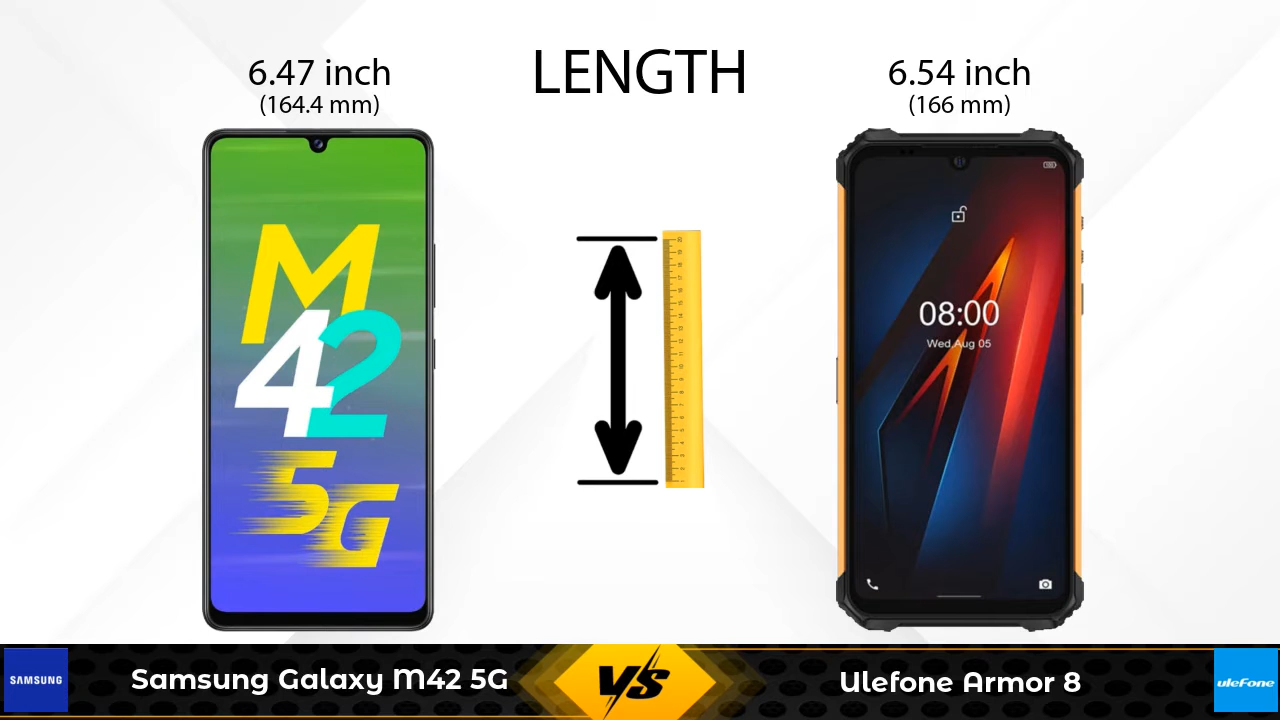 LENGTH
6.47 inch
(164.4 mm)
6.54 inch
(166 mm)
M
42
5G
08:00
Wed,Aug 05
SAMSUNG
Samsung Galaxy M42 5G
VS
Ulefone Armor 8
uleFone